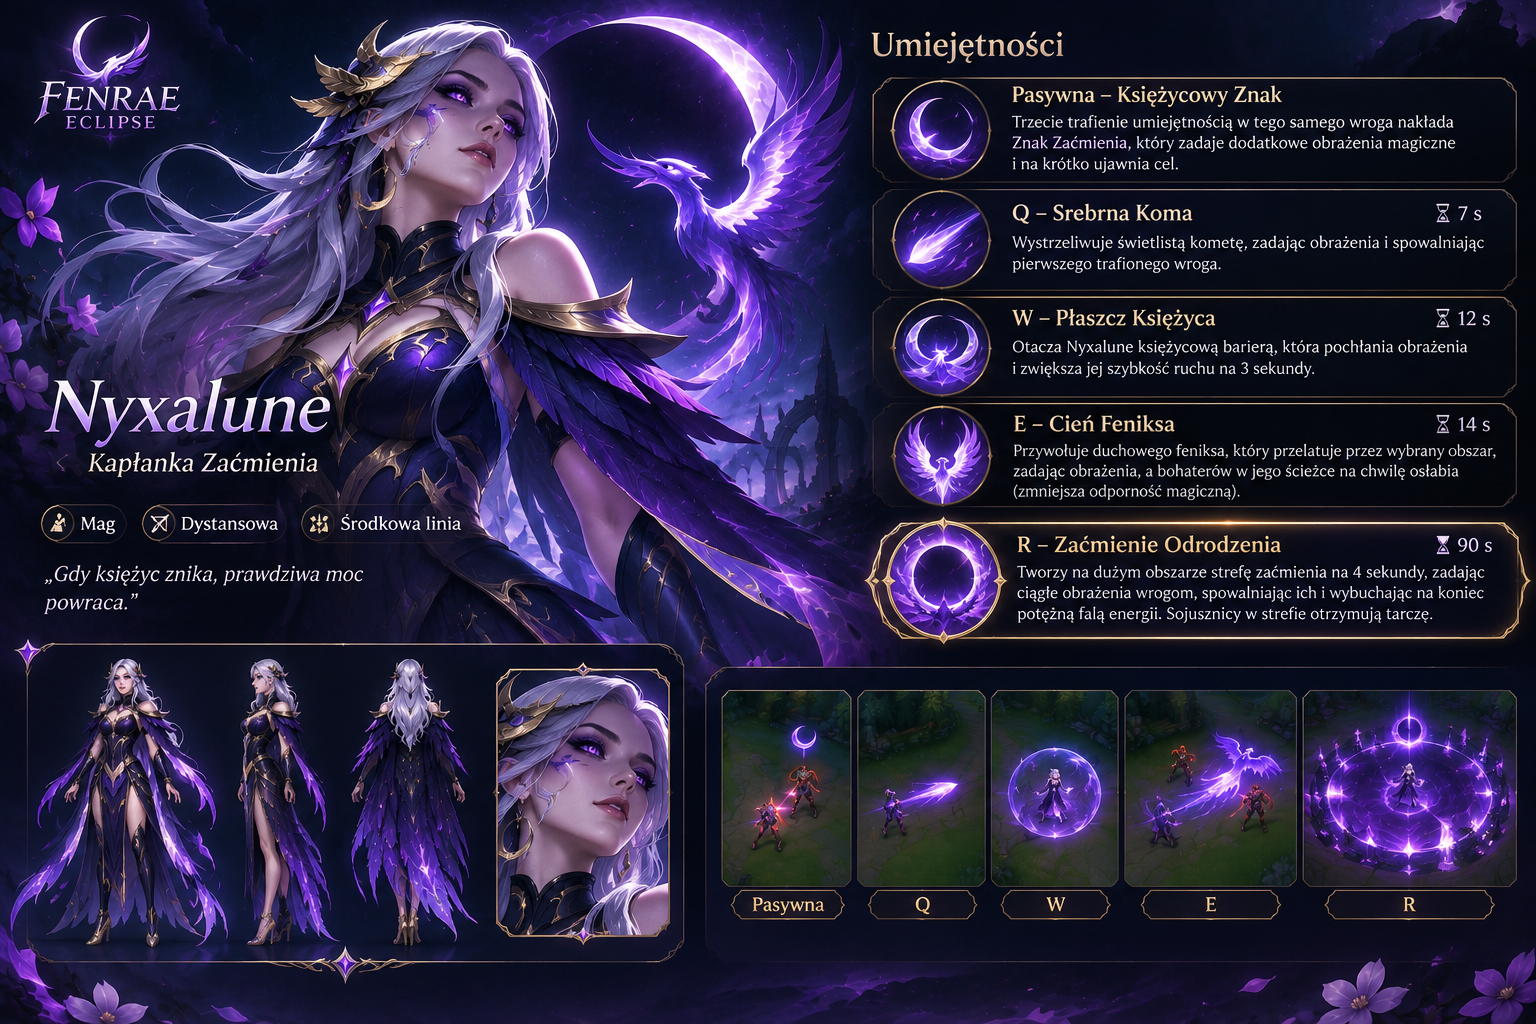 FENRAE
ECLIPSE
Nyxalune
Kapłanka Zaćmienia
Mag
Dystansowa
Środkowa linia
„Gdy księżyc znika, prawdziwa moc
powraca.”
Umiejętności
Pasywna – Księżycowy Znak
Trzecie trafienie umiejętnością w tego samego wroga nakłada
Znak Zaćmienia, który zadaje dodatkowe obrażenia magiczne
i na krótko ujawnia cel.
Q – Srebrna Koma
7 s
Wystrzeliwuje świetlistą kometę, zadając obrażenia i spowalniając
pierwszego trafionego wroga.
W – Płaszcz Księżyca
12 s
Otacza Nyxalune księżycową barierą, która pochłania obrażenia
i zwiększa jej szybkość ruchu na 3 sekundy.
E – Cień Feniksa
14 s
Przywołuje duchowego feniksa, który przelatuje przez wybrany obszar,
zadając obrażenia, a bohaterów w jego ścieżce na chwilę osłabia
(zmniejsza odporność magiczną).
R – Zaćmienie Odrodzenia
90 s
Tworzy na dużym obszarze strefę zaćmienia na 4 sekundy, zadając
ciągłe obrażenia wrogom, spowalniając ich i wybuchając na koniec
potężną falą energii. Sojusznicy w strefie otrzymują tarczę.
Pasywna
Q
W
E
R